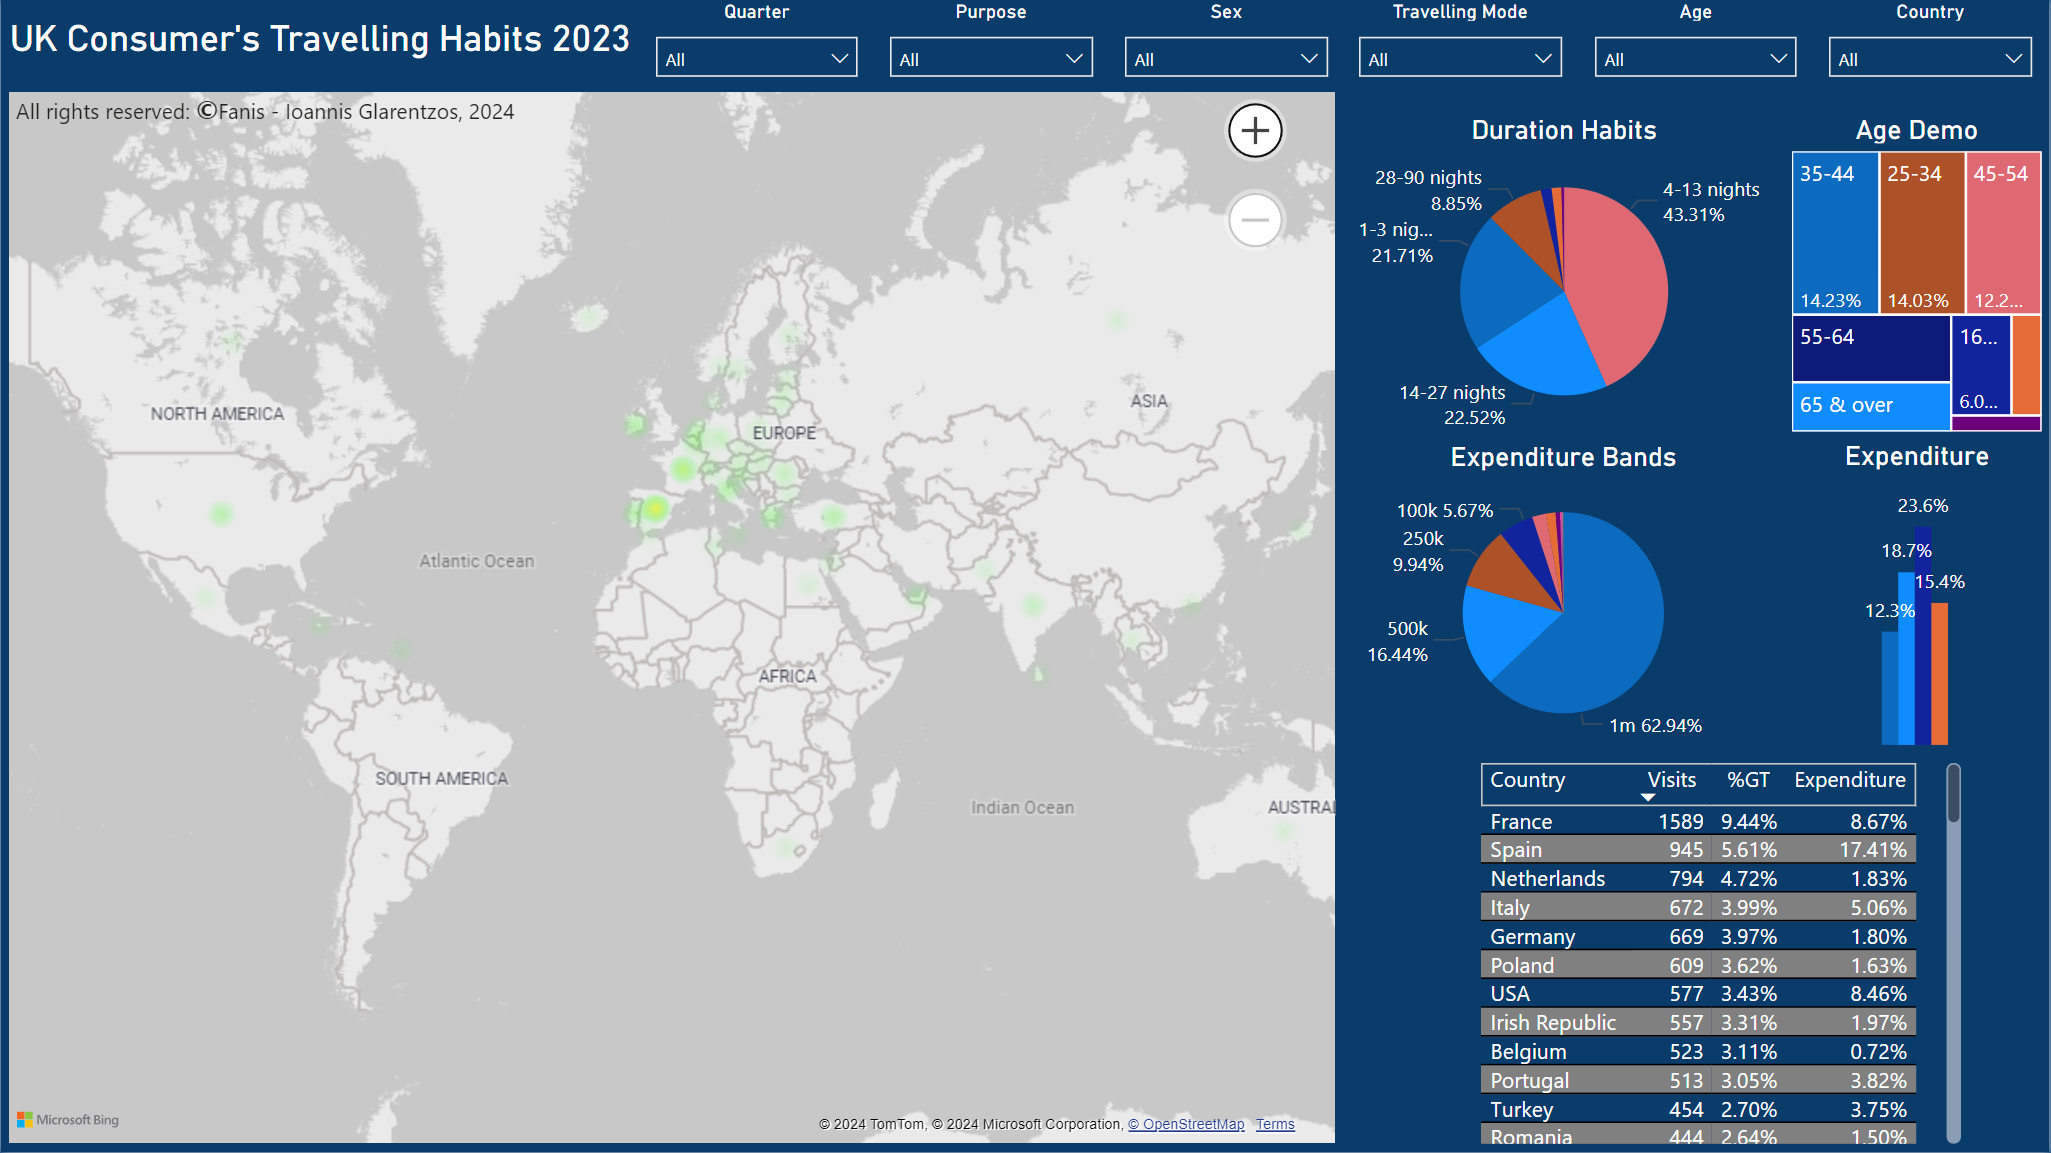 UK Consumer's Travelling Habits 2023
Quarter
All
Purpose
All
Sex
All
Travelling Mode
All
Age
All
Country
All
All rights reserved: ©Fanis - Ioannis Glarentzos, 2024
NORTH AMERICA
EUROPE
ASIA
Atlantic Ocean
AFRICA
SOUTH AMERICA
Indian Ocean
AUSTRAL
Microsoft Bing
© 2024 TomTom, © 2024 Microsoft Corporation, © OpenStreetMap Terms
Duration Habits
28-90 nights
8.85%
4-13 nights
43.31%
1-3 nig...
21.71%
14-27 nights
22.52%
Age Demo
35-44
14.23%
25-34
14.03%
45-54
12.2...
55-64
16...
6.0...
65 & over
Expenditure Bands
100k 5.67%
250k
9.94%
500k
16.44%
1m 62.94%
Expenditure
23.6%
18.7%
15.4%
12.3%
Country Visits %GT Expenditure
France 1589 9.44% 8.67%
Spain 945 5.61% 17.41%
Netherlands 794 4.72% 1.83%
Italy 672 3.99% 5.06%
Germany 669 3.97% 1.80%
Poland 609 3.62% 1.63%
USA 577 3.43% 8.46%
Irish Republic 557 3.31% 1.97%
Belgium 523 3.11% 0.72%
Portugal 513 3.05% 3.82%
Turkey 454 2.70% 3.75%
Romania 444 2.64% 1.50%